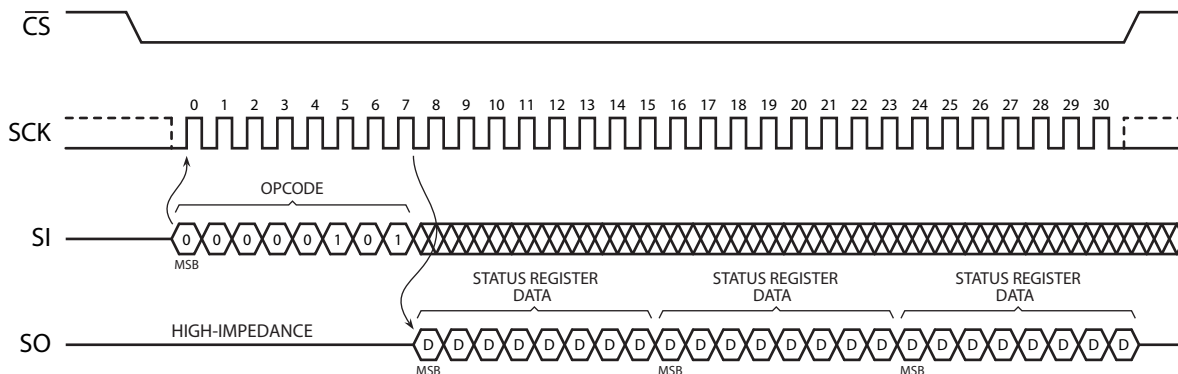 CS
0 1 2 3 4 5 6 7 8 9 10 11 12 13 14 15 16 17 18 19 20 21 22 23 24 25 26 27 28 29 30
SCK
OPCODE
SI
0 0 0 0 0 1 0 1
MSB
STATUS REGISTER DATA
STATUS REGISTER DATA
STATUS REGISTER DATA
HIGH-IMPEDANCE
SO
D D D D D D D D D D D D D D D D D D D D D D D D
MSB MSB MSB